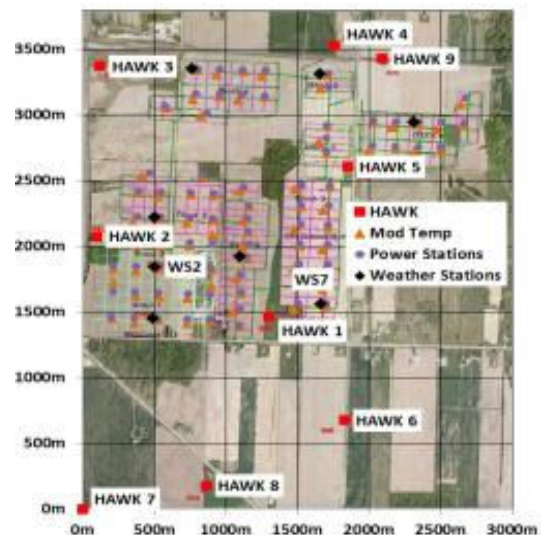 HAWK 4
3500m
HAWK 3
HAWK 9
3000m
HAWK 5
2500m
HAWK
HAWK 2
Mod Temp
2000m
WS2
WS7
Power Stations
Weather Stations
1500m
HAWK 1
1000m
HAWK 6
500m
HAWK 8
HAWK 7
0m
0m 500m 1000m 1500m 2000m 2500m 3000m